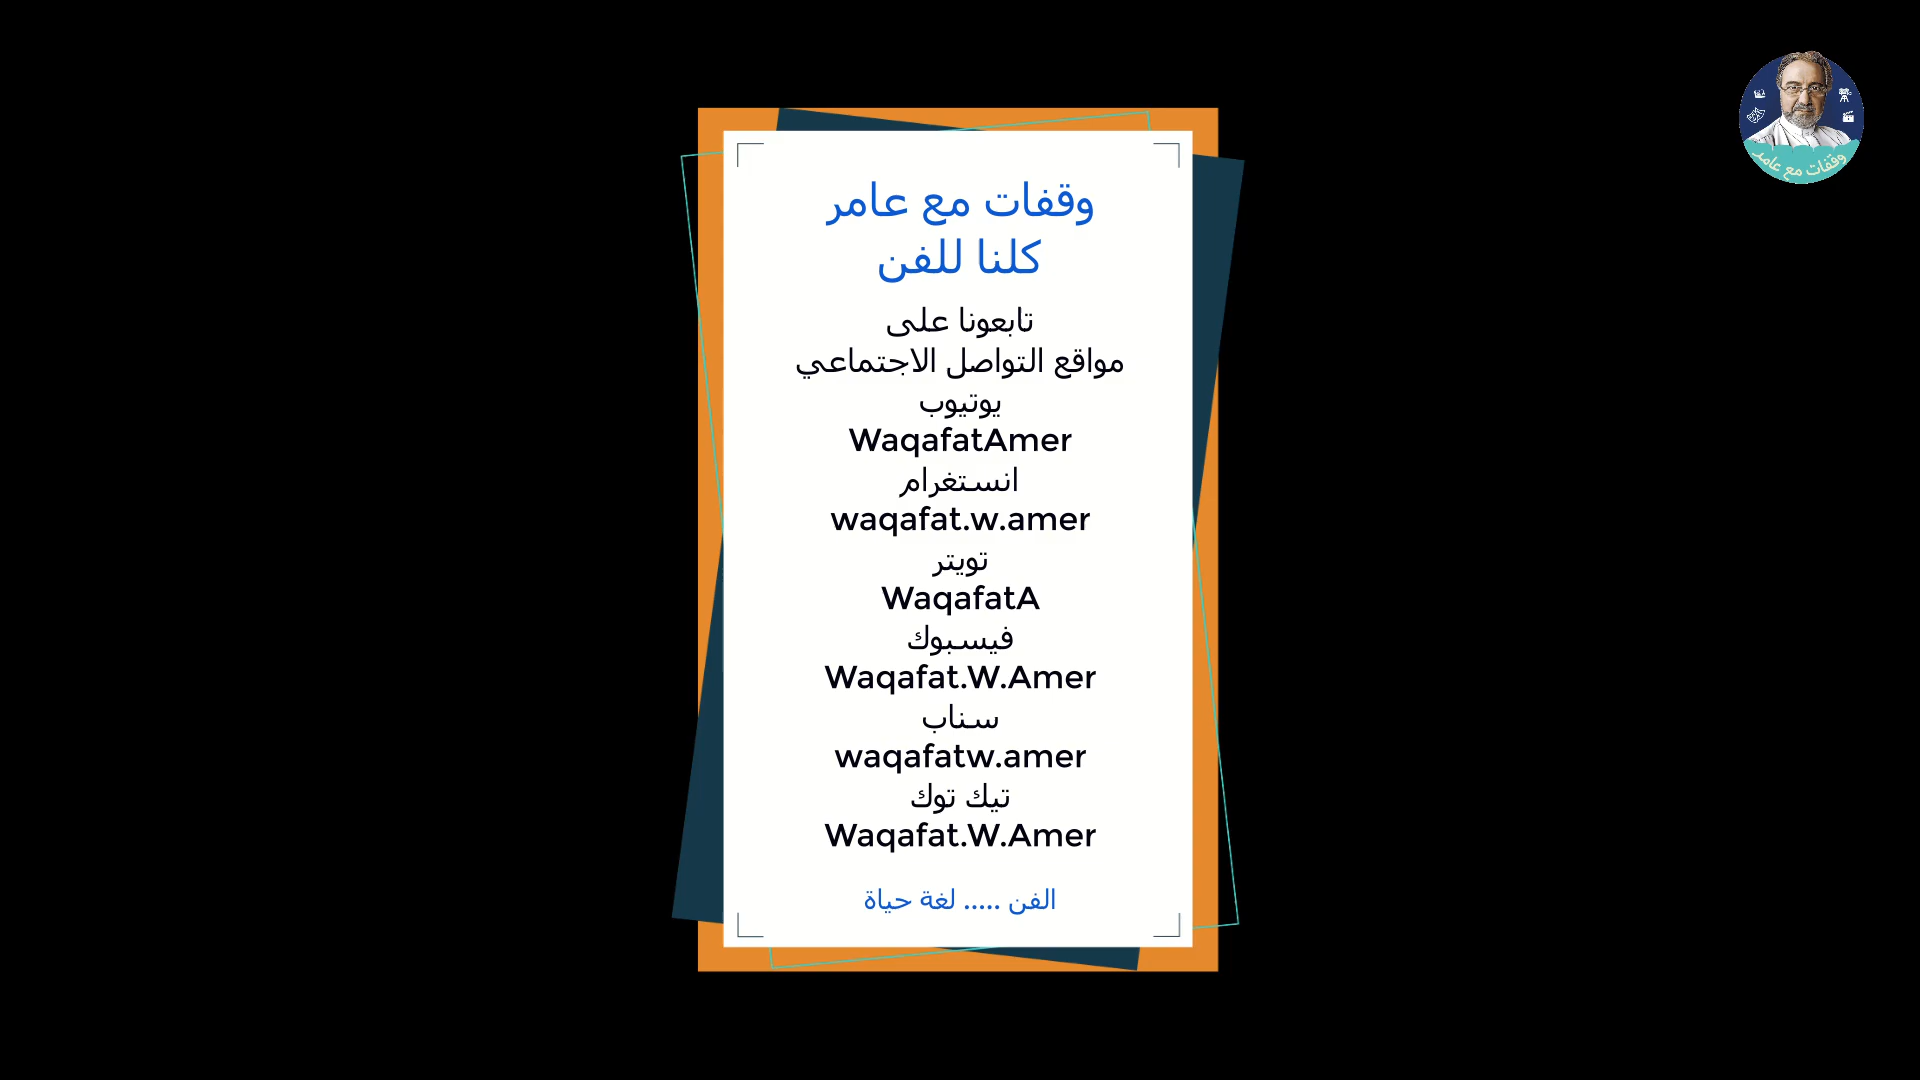 وقفات مع عامر
كلنا للفن
تابعونا على
مواقع التواصل الاجتماعي
يوتيوب
WaqafatAmer
انستغرام
waqafat.w.amer
تويتر
WaqafatA
فيسبوك
Waqafat.W.Amer
سناب
waqafatw.amer
تيك توك
Waqafat.W.Amer
الفن ..... لغة حياة
وقفات مع عامر